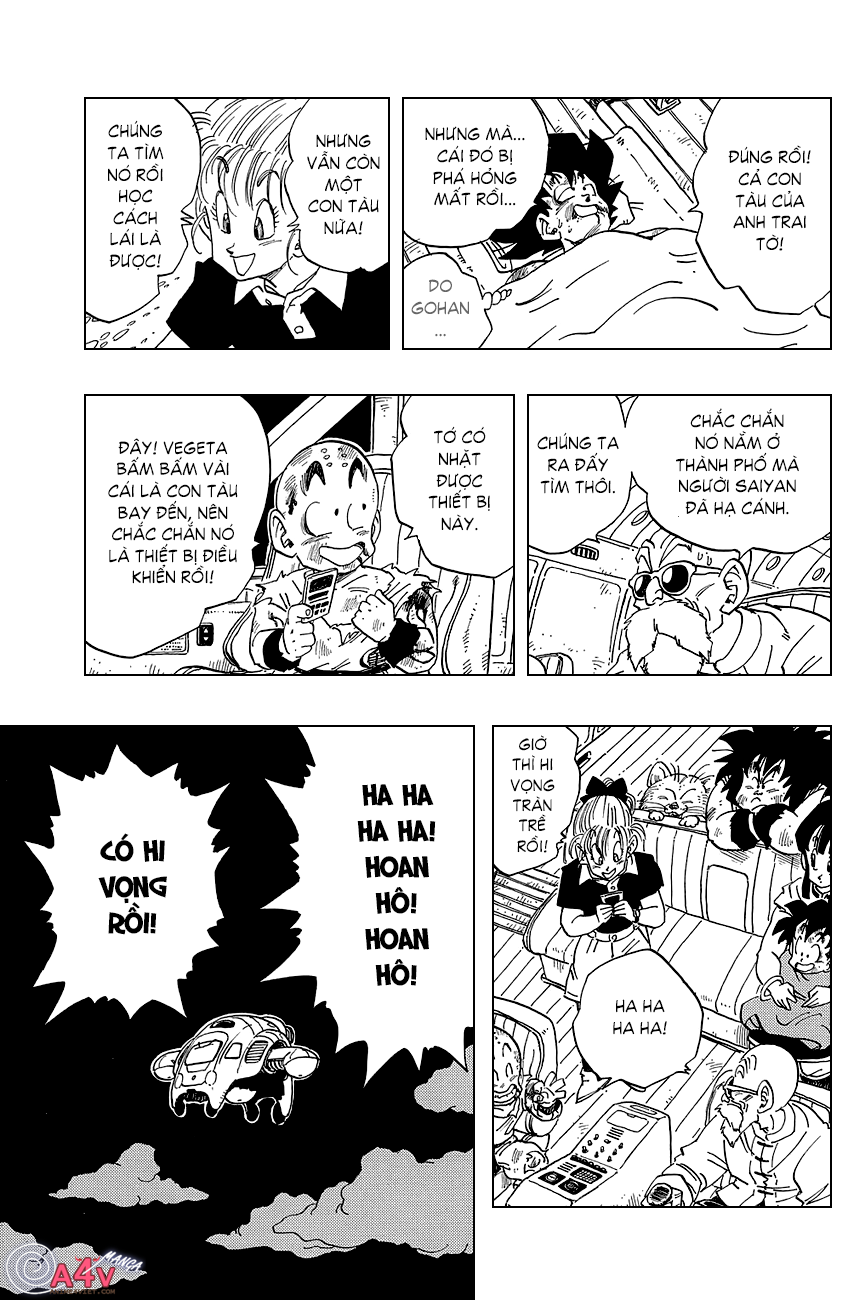 ĐÚNG RỒI!
CẢ CON
TÀU CỦA
ANH TRAI
TỚ!
NHƯNG MÀ...
CÁI ĐÓ BỊ
PHÁ HỎNG
MẤT RỒI...
DO
GOHAN
...
NHƯNG
VẪN CÒN
MỘT
CON TÀU
NỮA!
CHÚNG
TA TÌM
NÓ RỒI
HỌC
CÁCH
LÁI LÀ
ĐƯỢC!
CHẮC CHẮN
NÓ NẰM Ở
THÀNH PHỐ MÀ
NGƯỜI SAIYAN
ĐÃ HẠ CÁNH.
CHÚNG TA
RA ĐẤY
TÌM THÔI.
TỚ CÓ
NHẶT
ĐƯỢC
THIẾT BỊ
NÀY.
ĐÂY! VEGETA
BẤM BẤM VÀI
CÁI LÀ CON TÀU
BAY ĐẾN, NÊN
CHẮC CHẮN NÓ
LÀ THIẾT BỊ ĐIỀU
KHIỂN RỒI!
GIỜ
THÌ HI
VỌNG
TRÀN
TRỀ
RỒI!
HA HA
HA HA!
HA HA
HA HA!
HOAN
HÔ!
HOAN
HÔ!
CÓ HI
VỌNG
RỒI!
MANGA
A4V